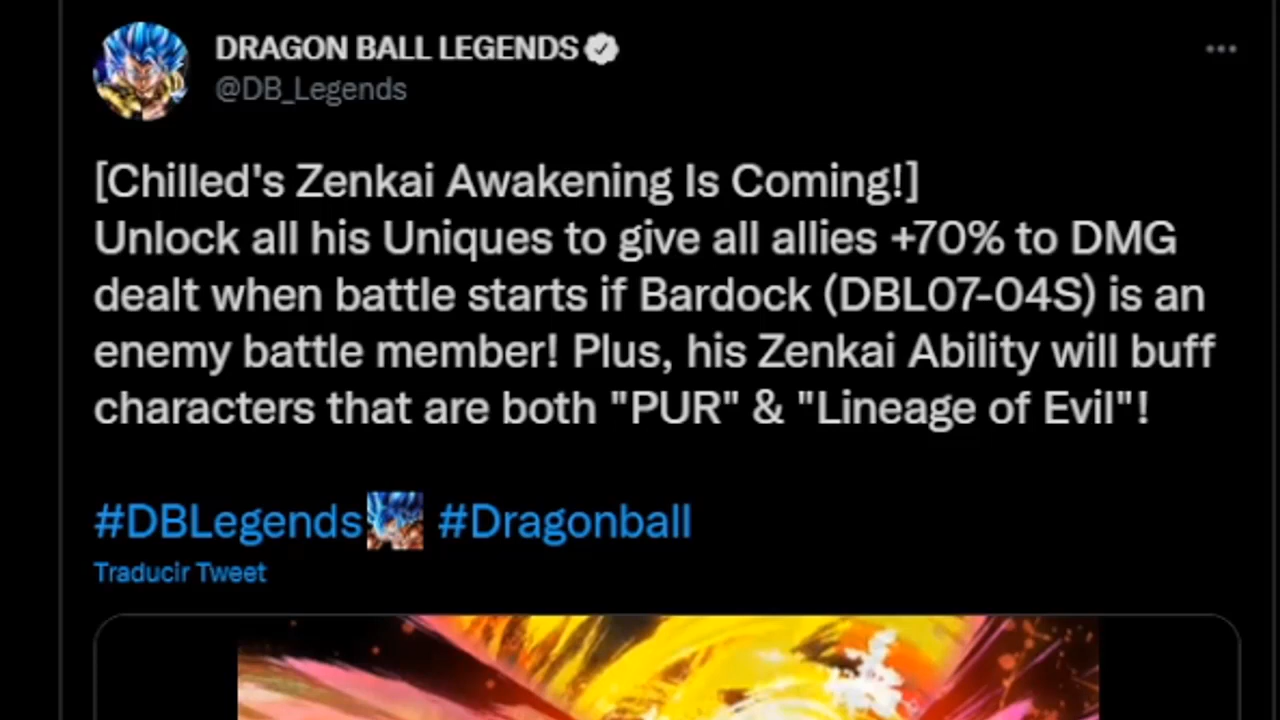 DRAGON BALL LEGENDS
@DB_Legends
[Chilled's Zenkai Awakening Is Coming!]
Unlock all his Uniques to give all allies +70% to DMG
dealt when battle starts if Bardock (DBL07-04S) is an
enemy battle member! Plus, his Zenkai Ability will buff
characters that are both "PUR" & "Lineage of Evil"!
#DBLegends #Dragonball
Traducir Tweet